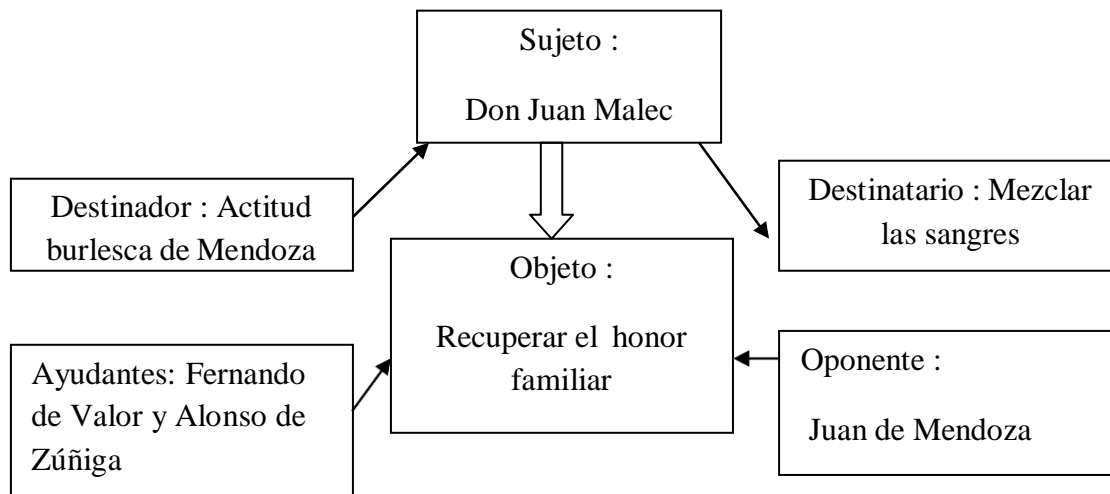 Sujeto :
Don Juan Malec
Destinador : Actitud
burlesca de Mendoza
Destinatario : Mezclar
las sangres
Objeto :
Recuperar el honor
familiar
Ayudantes: Fernando
de Valor y Alonso de
Zúñiga
Oponente :
Juan de Mendoza